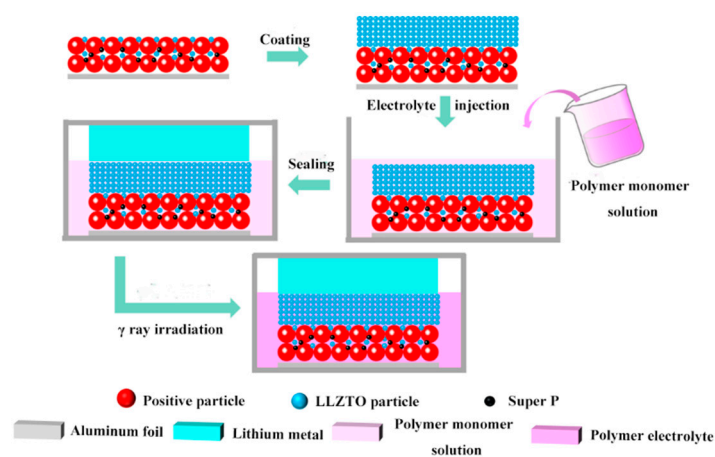 Coating
Electrolyte injection
Sealing
Polymer monomer
solution
γ ray irradiation
Positive particle
LLZTO particle
Super P
Aluminum foil
Lithium metal
Polymer monomer
solution
Polymer electrolyte